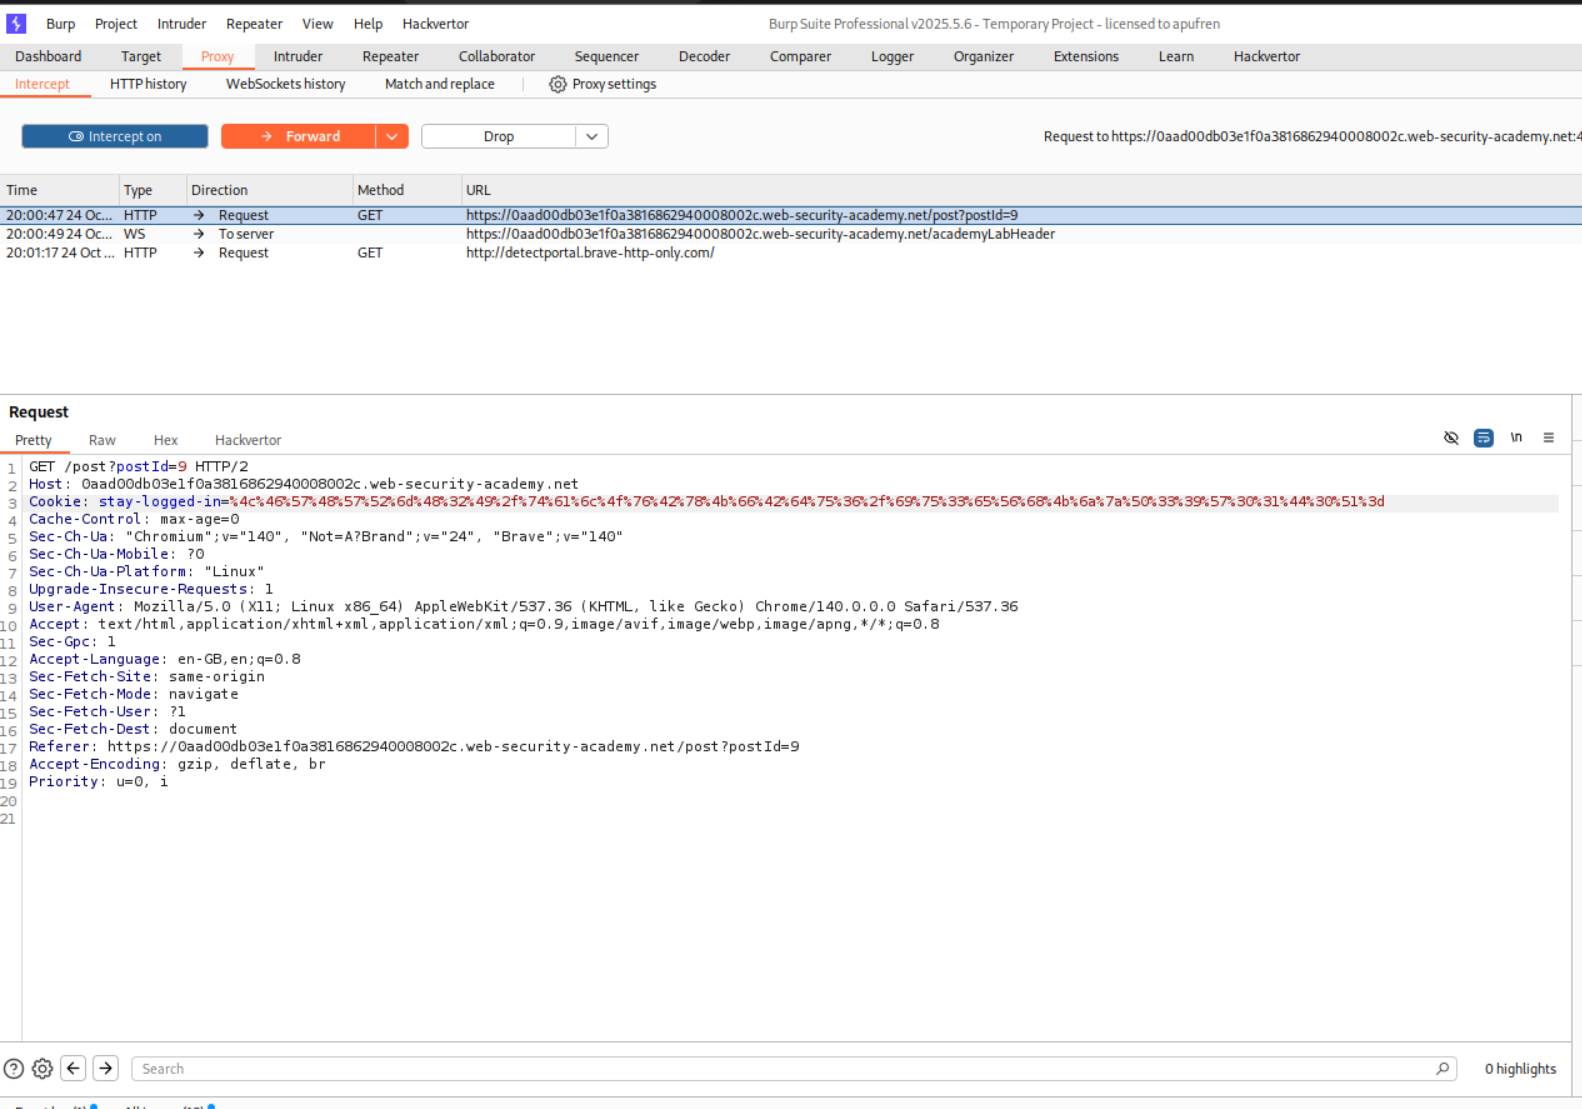 Burp Project Intruder Repeater View Help Hackvertor Burp Suite Professional v2025.5.6 - Temporary Project - licensed to apufren
Dashboard Target Proxy Intruder Repeater Collaborator Sequencer Decoder Comparer Logger Organizer Extensions Learn Hackvertor
Intercept HTTP history WebSockets history Match and replace Proxy settings
Intercept on → Forward Drop Request to https://0aad00db03e1f0a3816862940008002c.web-security-academy.net:4
Time Type Direction Method URL
20:00:47 24 Oc... HTTP → Request GET https://0aad00db03e1f0a3816862940008002c.web-security-academy.net/post?postId=9
20:00:49 24 Oc... WS → To server https://0aad00db03e1f0a3816862940008002c.web-security-academy.net/academyLabHeader
20:01:17 24 Oct ... HTTP → Request GET http://detectportal.brave-http-only.com/
Request
Pretty Raw Hex Hackvertor \n
1 GET /post?postId=9 HTTP/2
2 Host: 0aad00db03e1f0a3816862940008002c.web-security-academy.net
3 Cookie: stay-logged-in=%4c%46%57%48%57%52%6d%48%32%49%2f%74%61%6c%4f%76%42%78%4b%66%42%64%75%36%2f%69%75%33%65%56%68%4b%6a%7a%50%33%39%57%30%31%44%30%51%3d
4 Cache-Control: max-age=0
5 Sec-Ch-Ua: "Chromium";v="140", "Not=A?Brand";v="24", "Brave";v="140"
6 Sec-Ch-Ua-Mobile: ?0
7 Sec-Ch-Ua-Platform: "Linux"
8 Upgrade-Insecure-Requests: 1
9 User-Agent: Mozilla/5.0 (X11; Linux x86_64) AppleWebKit/537.36 (KHTML, like Gecko) Chrome/140.0.0.0 Safari/537.36
10 Accept: text/html,application/xhtml+xml,application/xml;q=0.9,image/avif,image/webp,image/apng,*/*;q=0.8
11 Sec-Gpc: 1
12 Accept-Language: en-GB,en;q=0.8
13 Sec-Fetch-Site: same-origin
14 Sec-Fetch-Mode: navigate
15 Sec-Fetch-User: ?1
16 Sec-Fetch-Dest: document
17 Referer: https://0aad00db03e1f0a3816862940008002c.web-security-academy.net/post?postId=9
18 Accept-Encoding: gzip, deflate, br
19 Priority: u=0, i
20
21
Search 0 highlights